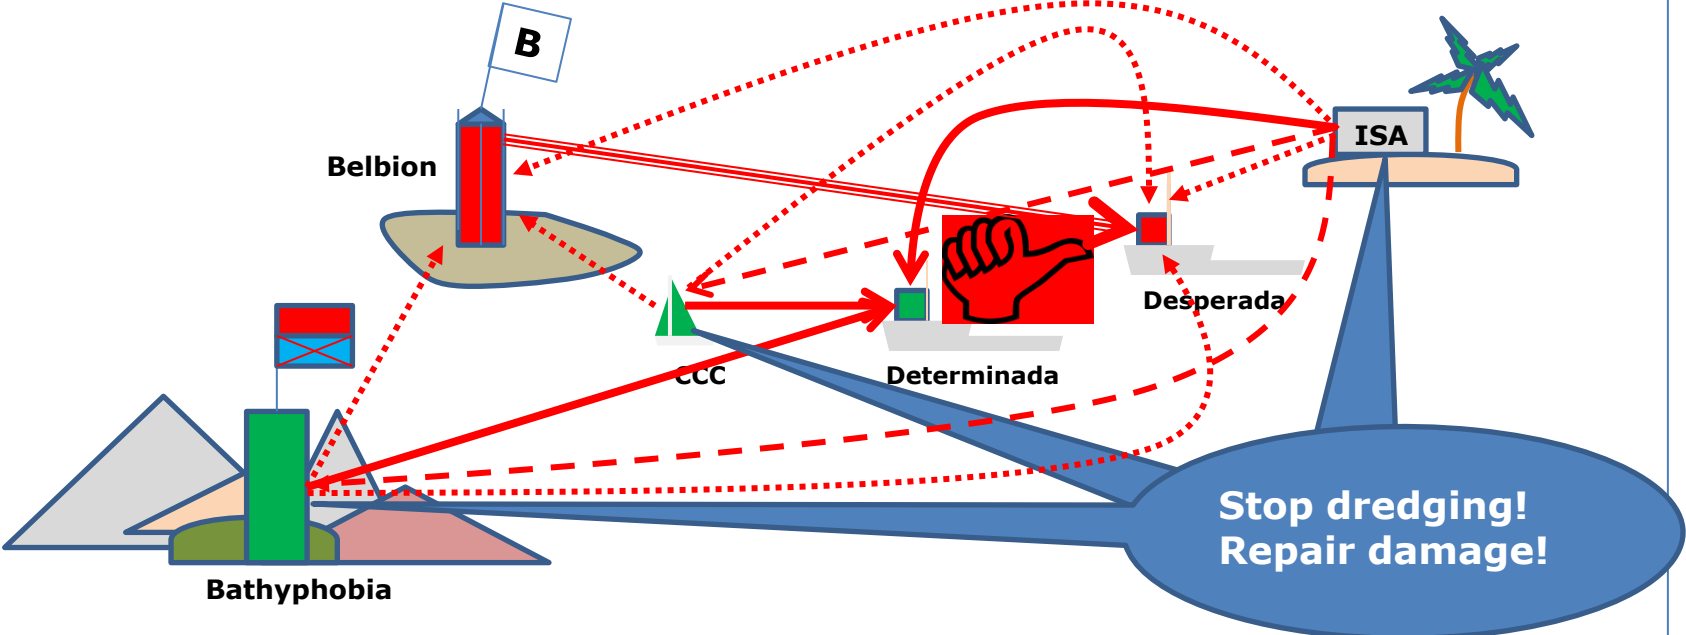 B
Belbion
ISA
Desperada
CCC
Determinada
Stop dredging!
Repair damage!
Bathyphobia